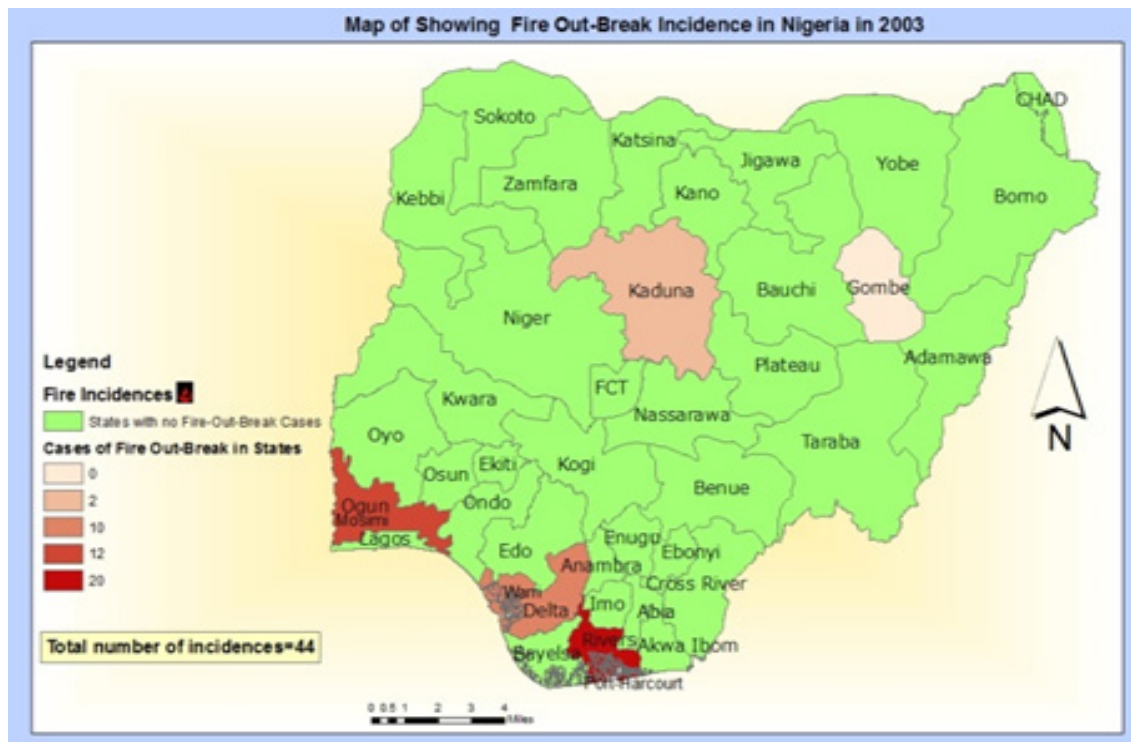 Map of Showing Fire Out-Break Incidence in Nigeria in 2003
CHAD
Sokoto
Katsina
Jigawa
Yobe
Borno
Kebbi
Zamfara
Kano
Kaduna
Bauchi
Gombe
Niger
Plateau
Adamawa
FCT
Nassarawa
Kwara
Oyo
Taraba
Osun
Ekiti
Kogi
Benue
Ondo
Ogun
Mosimi
Lagos
Edo
Enugu
Ebonyi
Anambra
Cross River
Warri
Delta
Imo
Abia
Rivers
Akwa Ibom
Bayelsa
Port-Harcourt
Legend
Fire Incidences
States with no Fire-Out-Break Cases
Cases of Fire Out-Break in States
0
2
10
12
20
Total number of incidences=44
N
0 0.5 1 2 3 4
Miles